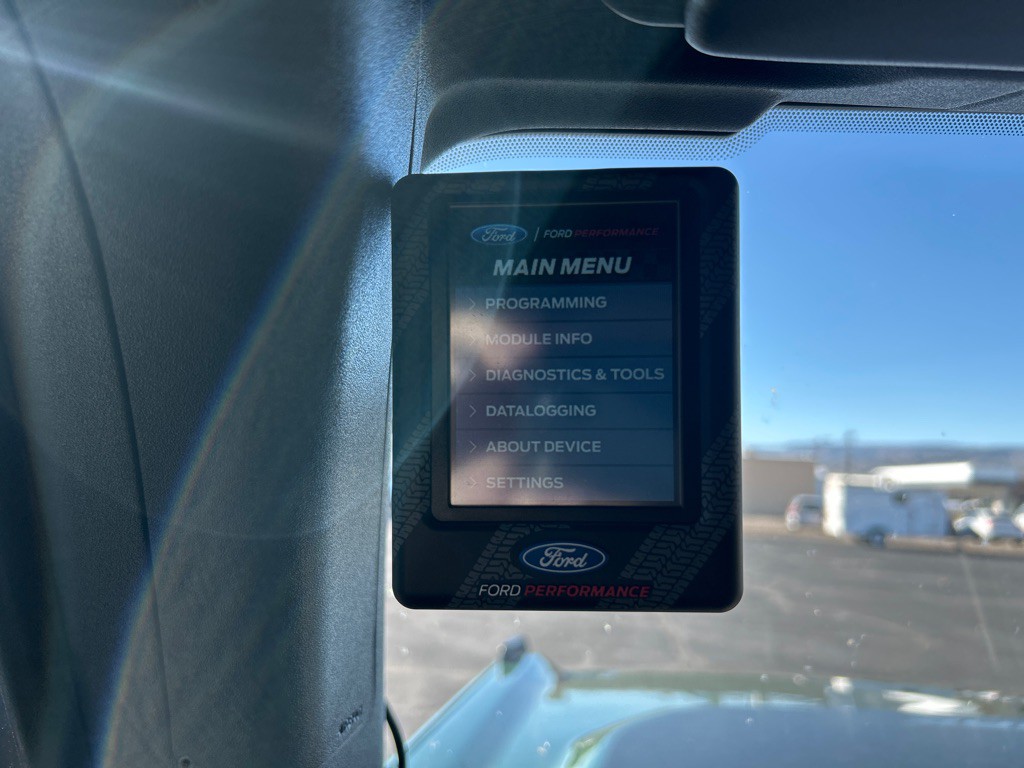 Ford | FORD PERFORMANCE
MAIN MENU
PROGRAMMING
MODULE INFO
DIAGNOSTICS & TOOLS
DATALOGGING
ABOUT DEVICE
SETTINGS
Ford
FORD PERFORMANCE